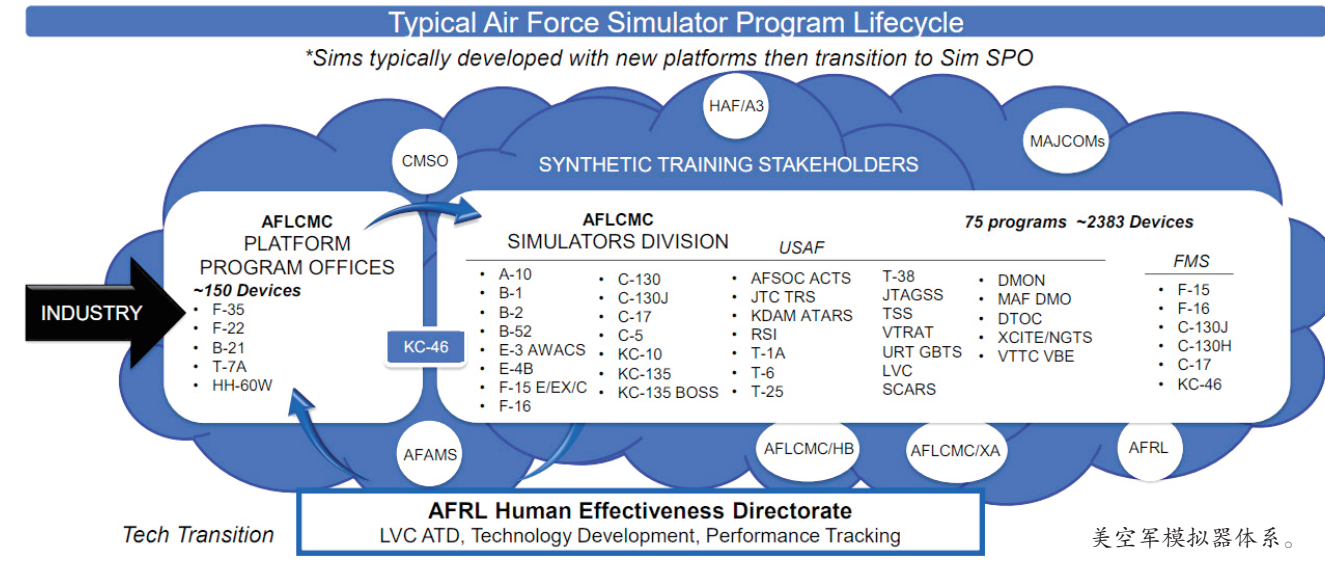 Typical Air Force Simulator Program Lifecycle
*Sims typically developed with new platforms then transition to Sim SPO
HAF/A3
CMSO
MAJCOMs
SYNTHETIC TRAINING STAKEHOLDERS
INDUSTRY
AFLCMC
PLATFORM
PROGRAM OFFICES
~150 Devices
• F-35
• F-22
• B-21
• T-7A
• HH-60W
KC-46
AFLCMC
SIMULATORS DIVISION
75 programs ~2383 Devices
USAF
• A-10
• B-1
• B-2
• B-52
• E-3 AWACS
• E-4B
• F-15 E/EX/C
• F-16
• C-130
• C-130J
• C-17
• C-5
• KC-10
• KC-135
• KC-135 BOSS
• AFSOC ACTS
• JTC TRS
• KDAM ATARS
• RSI
• T-1A
• T-6
• T-25
T-38
JTAGSS
TSS
VTRAT
URT GBTS
LVC
SCARS
• DMON
• MAF DMO
• DTOC
• XCITE/NGTS
• VTTC VBE
FMS
• F-15
• F-16
• C-130J
• C-130H
• C-17
• KC-46
AFAMS
AFLCMC/HB
AFLCMC/XA
AFRL
Tech Transition
AFRL Human Effectiveness Directorate
LVC ATD, Technology Development, Performance Tracking
美空军模拟器体系。